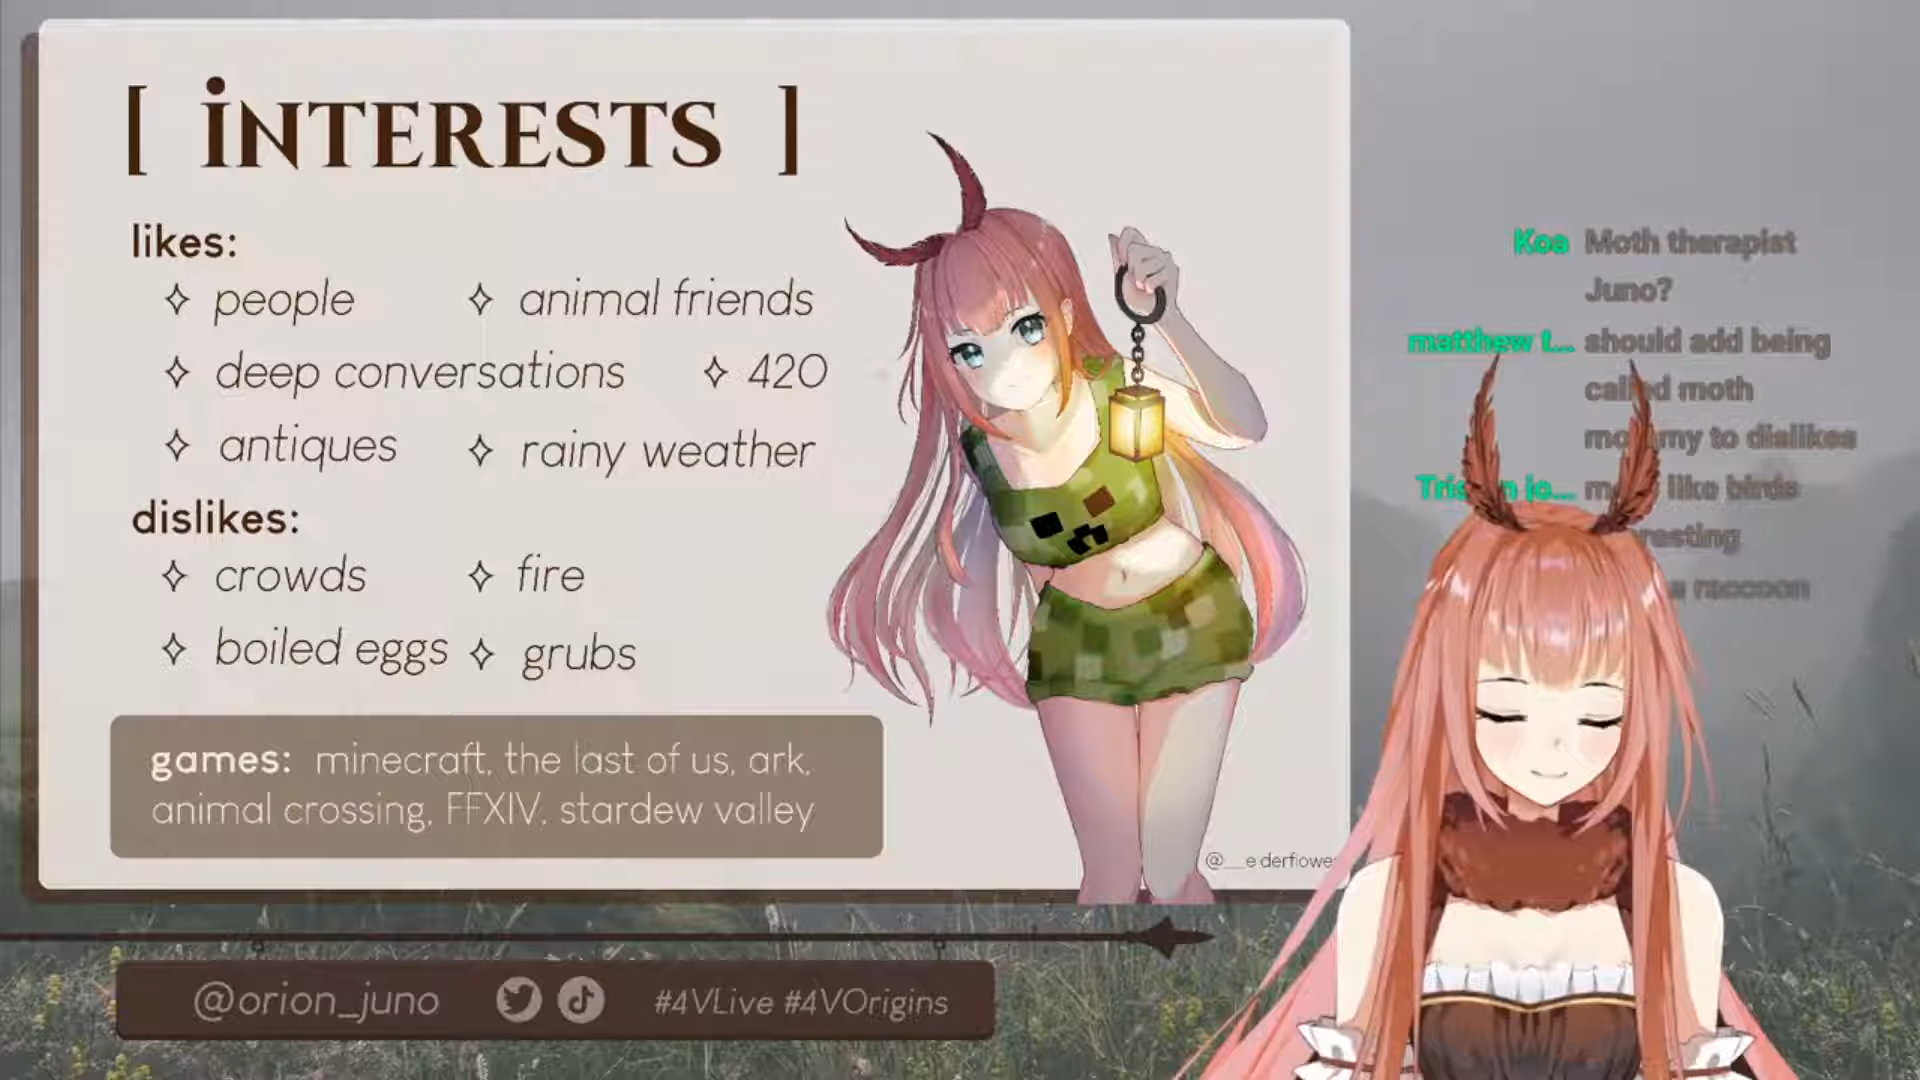 [ INTERESTS ]
likes:
people
animal friends
deep conversations
420
antiques
rainy weather
dislikes:
crowds
fire
boiled eggs
grubs
games: minecraft, the last of us, ark,
animal crossing, FFXIV, stardew valley
@orion_juno
#4VLive #4VOrigins
Koa Moth therapist
Juno?
matthew t... should add being
called moth
to dislikes
like birds
raccoon